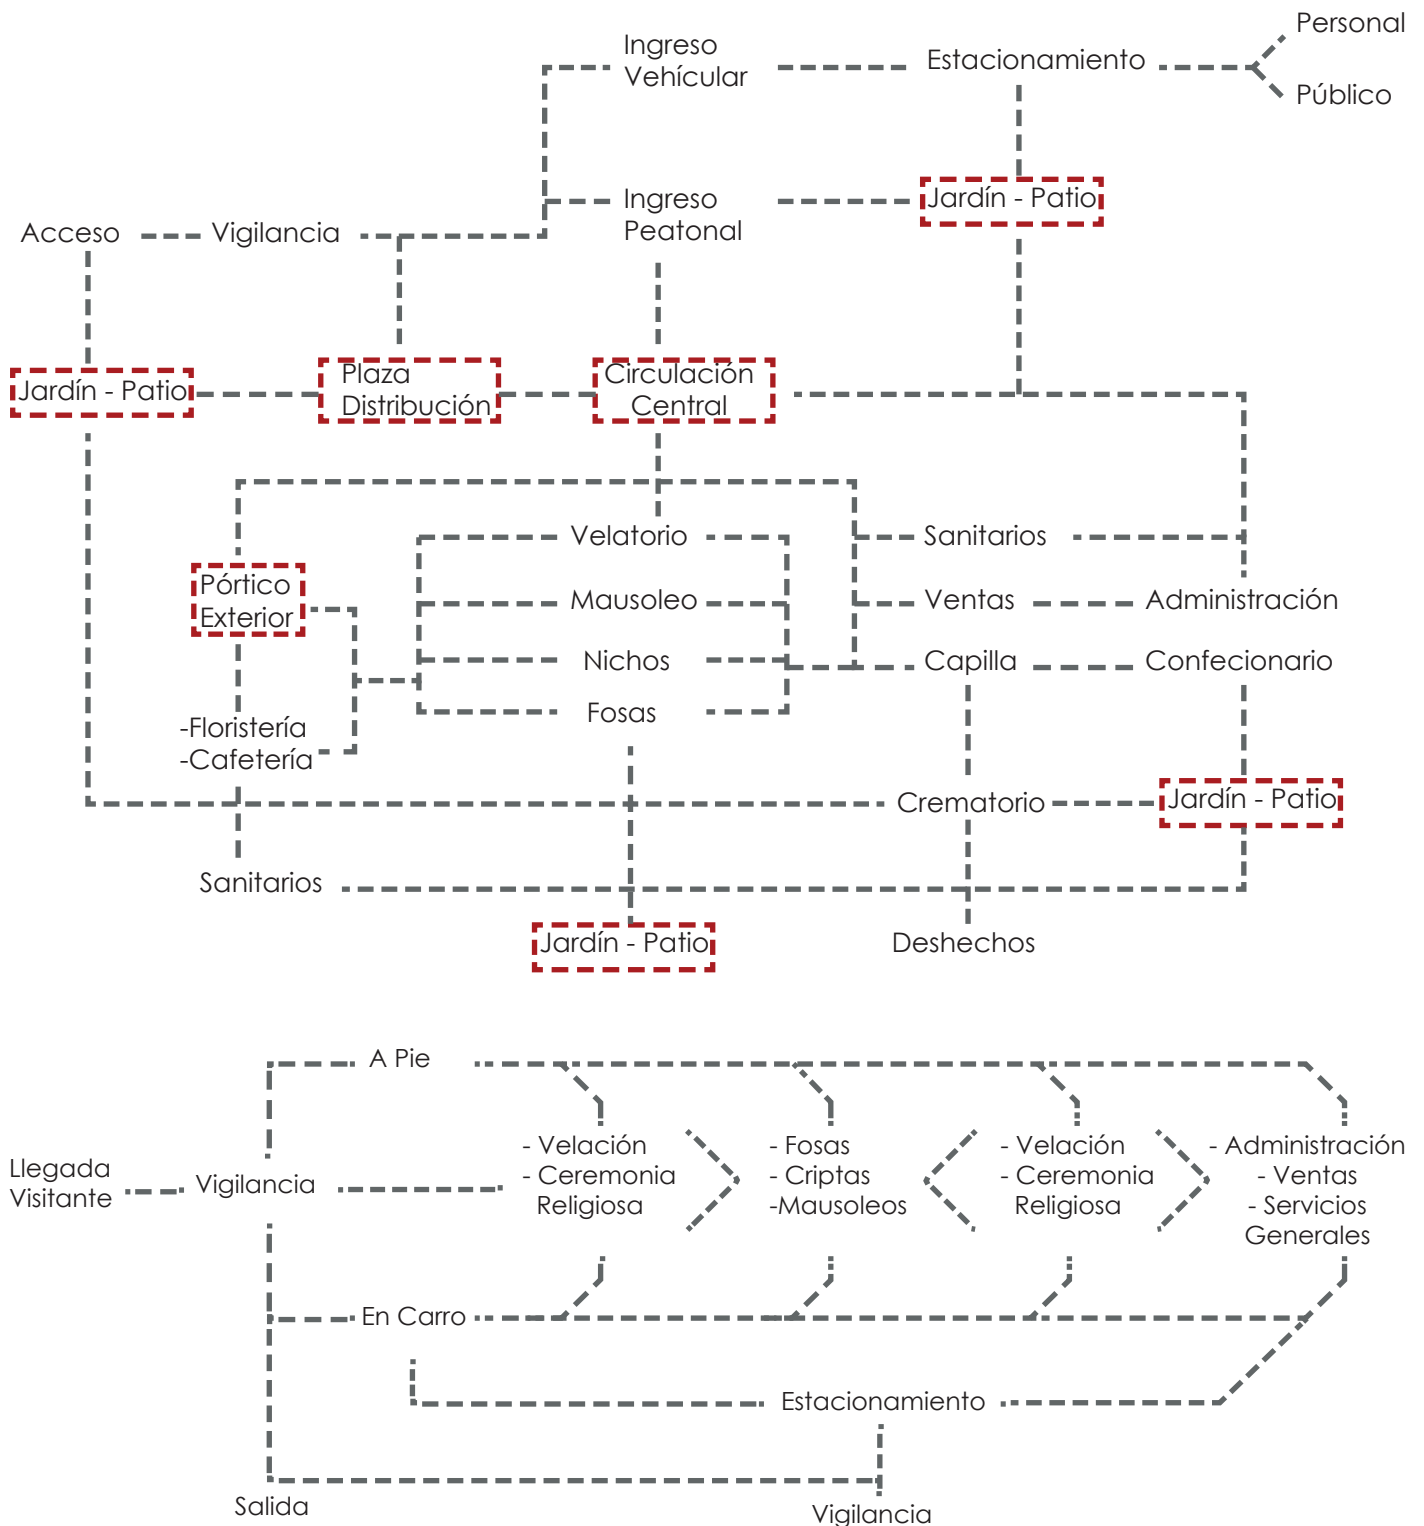 Personal
Ingreso
Vehícular
Estacionamiento
Público
Ingreso
Peatonal
Jardín - Patio
Acceso
Vigilancia
Jardín - Patio
Plaza
Distribución
Circulación
Central
Velatorio
Sanitarios
Pórtico
Exterior
Mausoleo
Ventas
Administración
Nichos
Capilla
Confecionario
Fosas
-Floristería
-Cafetería
Crematorio
Jardín - Patio
Sanitarios
Jardín - Patio
Deshechos
A Pie
Llegada
Visitante
Vigilancia
- Velación
- Ceremonia
Religiosa
- Fosas
- Criptas
-Mausoleos
- Velación
- Ceremonia
Religiosa
- Administración
- Ventas
- Servicios
Generales
En Carro
Estacionamiento
Salida
Vigilancia